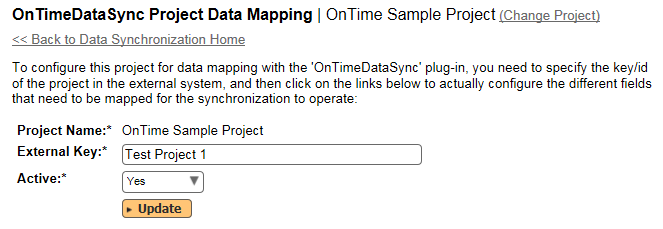 OnTimeDataSync Project Data Mapping | OnTime Sample Project (Change Project)
<< Back to Data Synchronization Home
To configure this project for data mapping with the 'OnTimeDataSync' plug-in, you need to specify the key/id
of the project in the external system, and then click on the links below to actually configure the different fields
that need to be mapped for the synchronization to operate:
Project Name:* OnTime Sample Project
External Key:* Test Project 1
Active:* Yes
Update